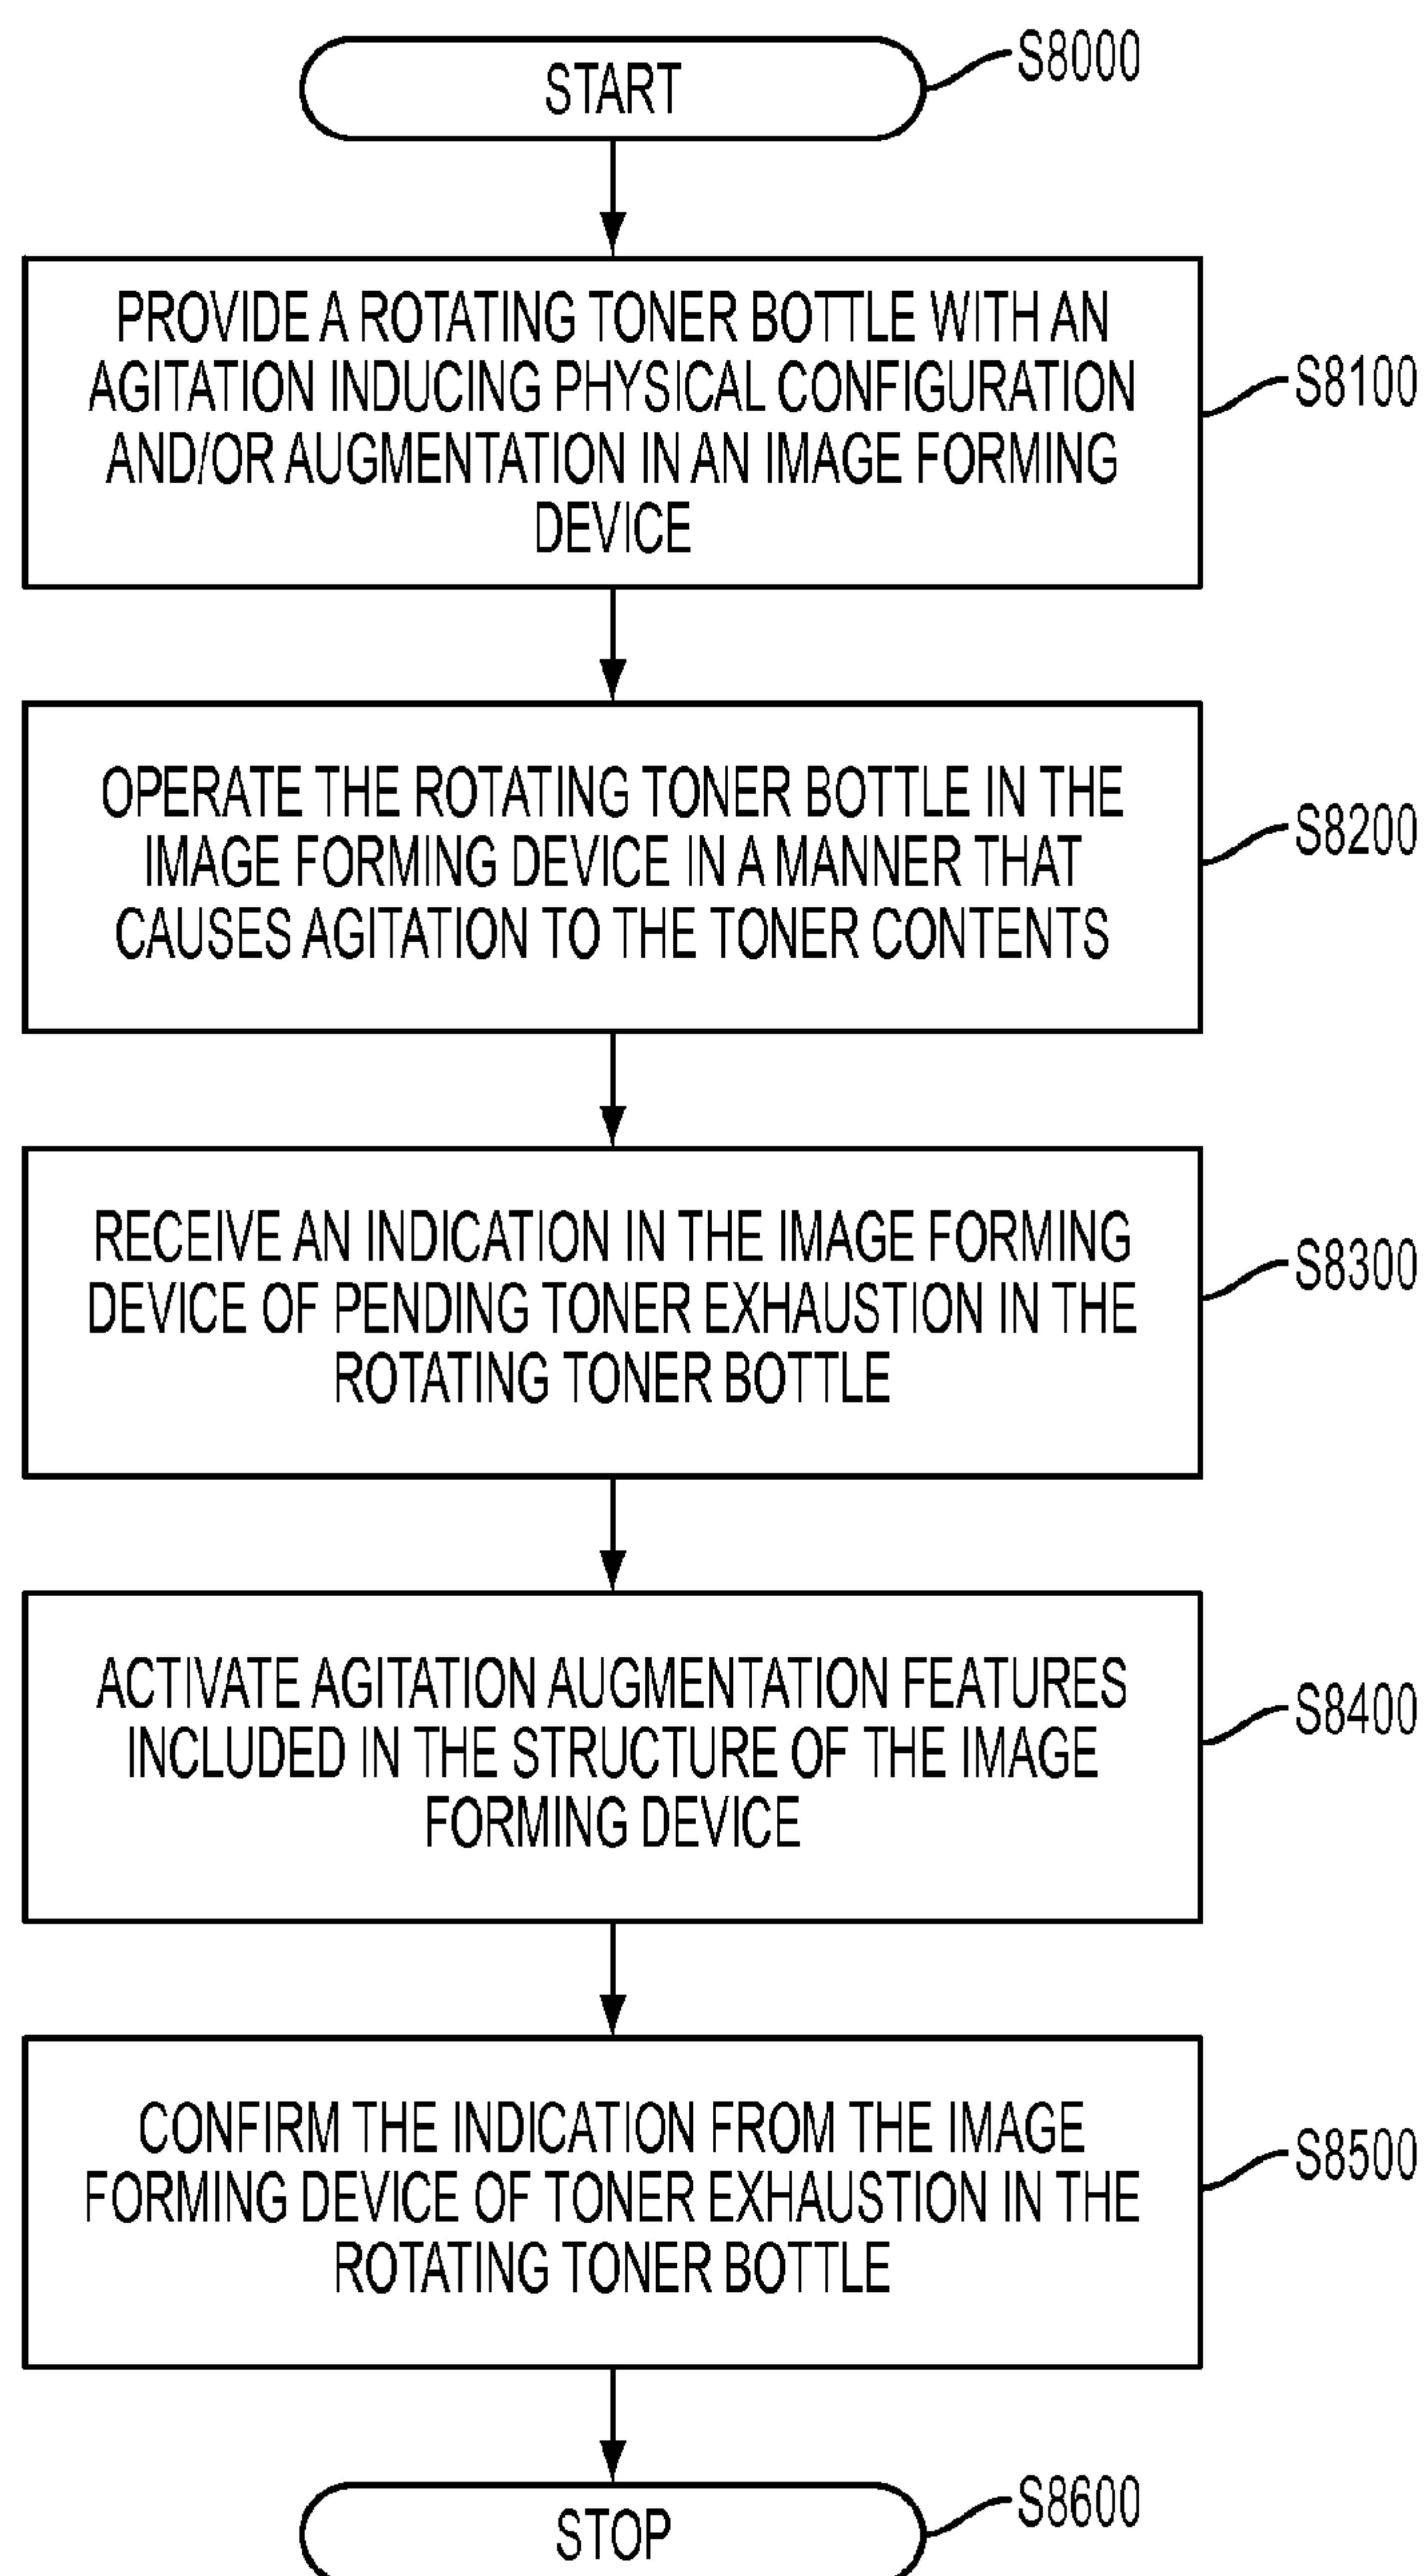 START
S8000
PROVIDE A ROTATING TONER BOTTLE WITH AN
AGITATION INDUCING PHYSICAL CONFIGURATION
AND/OR AUGMENTATION IN AN IMAGE FORMING
DEVICE
S8100
OPERATE THE ROTATING TONER BOTTLE IN THE
IMAGE FORMING DEVICE IN A MANNER THAT
CAUSES AGITATION TO THE TONER CONTENTS
S8200
RECEIVE AN INDICATION IN THE IMAGE FORMING
DEVICE OF PENDING TONER EXHAUSTION IN THE
ROTATING TONER BOTTLE
S8300
ACTIVATE AGITATION AUGMENTATION FEATURES
INCLUDED IN THE STRUCTURE OF THE IMAGE
FORMING DEVICE
S8400
CONFIRM THE INDICATION FROM THE IMAGE
FORMING DEVICE OF TONER EXHAUSTION IN THE
ROTATING TONER BOTTLE
S8500
STOP
S8600